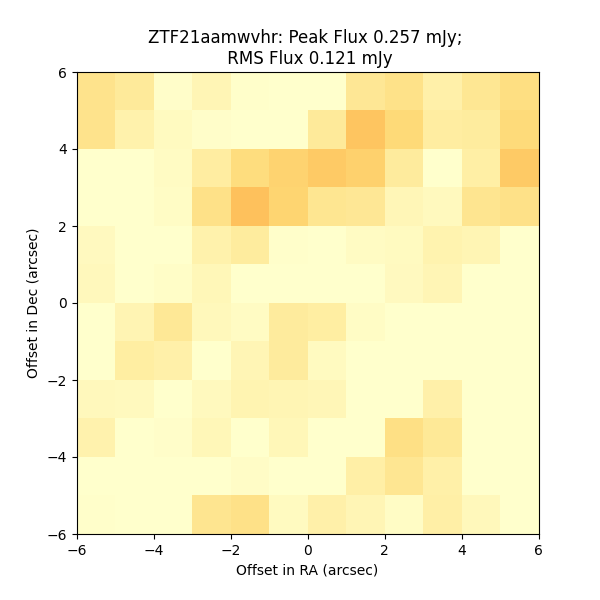 ZTF21aamwvhr: Peak Flux 0.257 mJy;
RMS Flux 0.121 mJy
6
4
2
0
−2
−4
−6
Offset in Dec (arcsec)
−6 −4 −2 0 2 4 6
Offset in RA (arcsec)